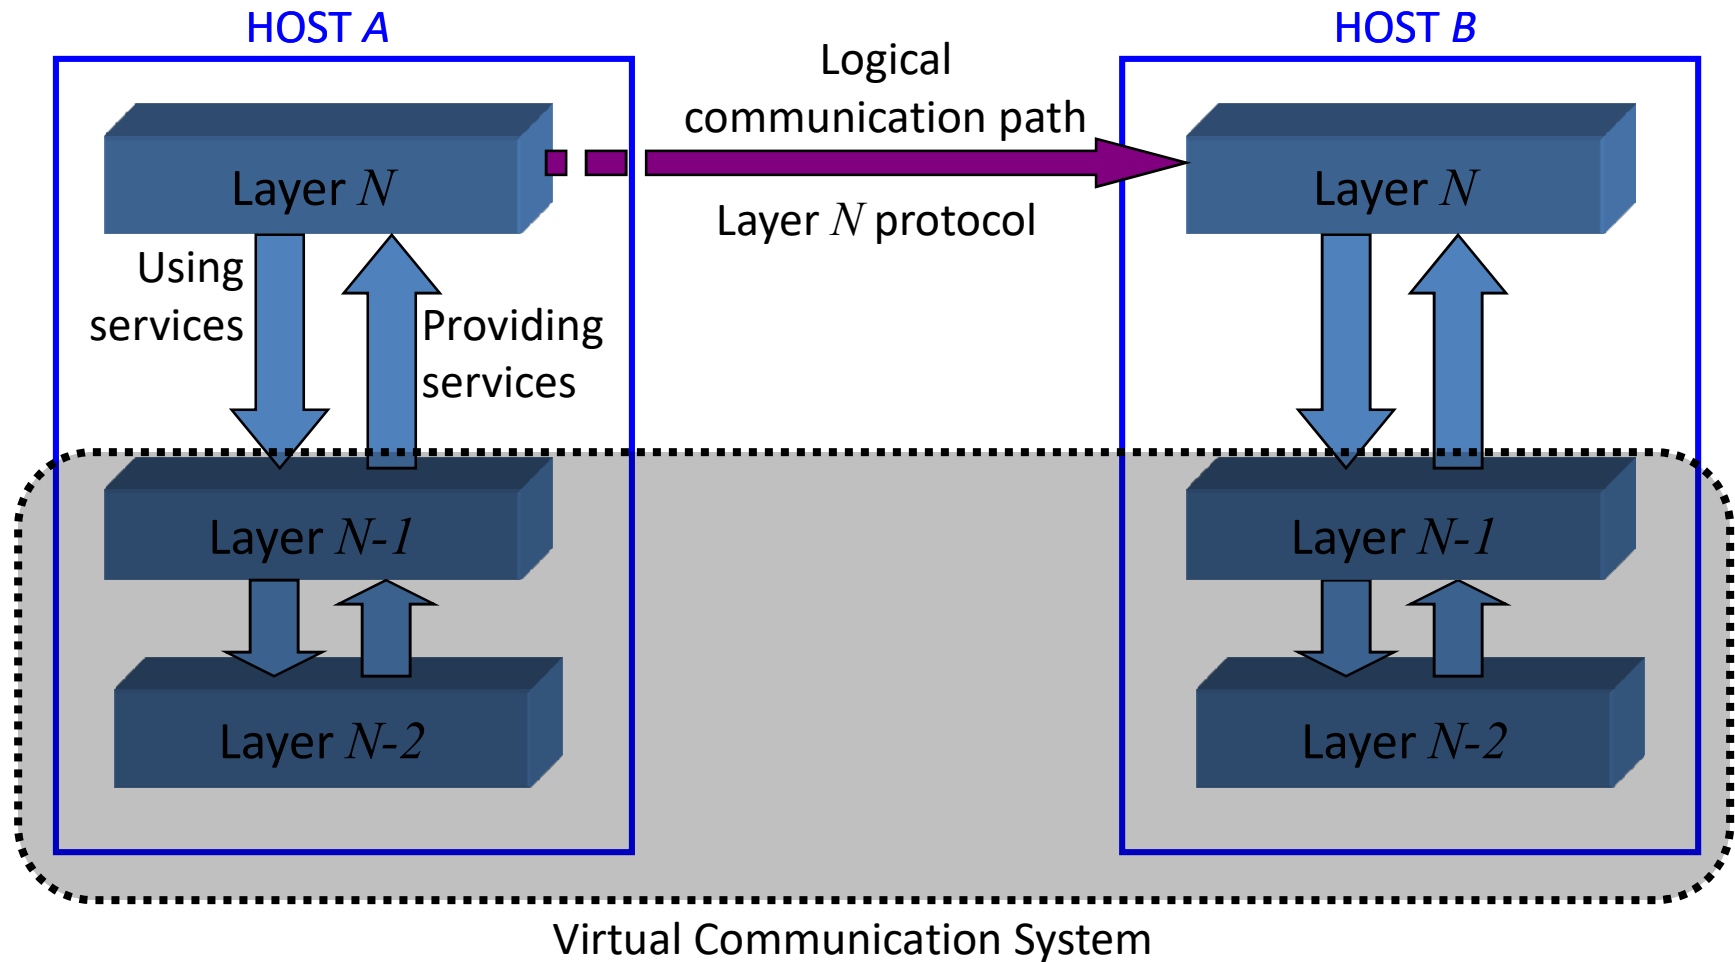 HOST A
HOST B
Logical
communication path
Layer N
Layer N
Layer N protocol
Using
services
Providing
services
Layer N-1
Layer N-1
Layer N-2
Layer N-2
Virtual Communication System